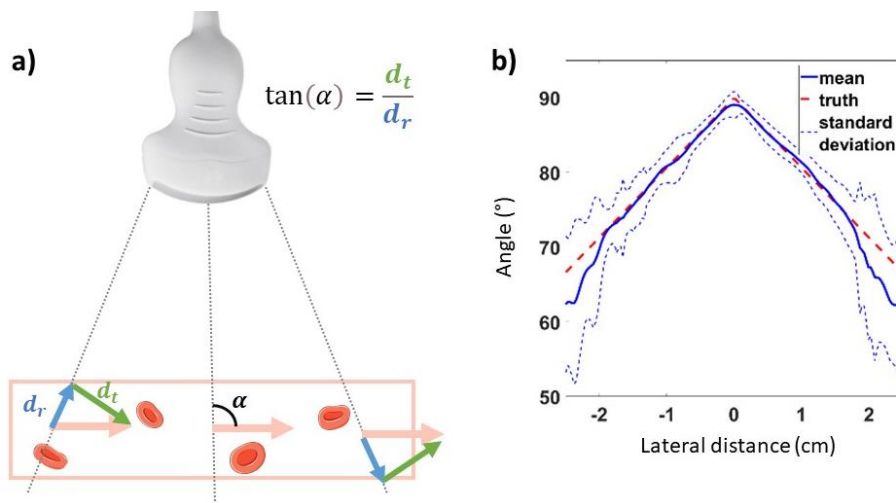 a)
tan(α) = d_t / d_r
d_r
d_t
α
b)
mean
truth
standard
deviation
90
80
70
60
50
Angle (°)
-2 -1 0 1 2
Lateral distance (cm)